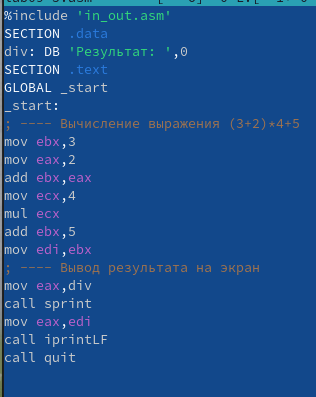 %include 'in_out.asm'
SECTION .data
div: DB 'Результат: ',0
SECTION .text
GLOBAL _start
_start:
; ---- Вычисление выражения (3+2)*4+5
mov ebx,3
mov eax,2
add ebx,eax
mov ecx,4
mul ecx
add ebx,5
mov edi,ebx
; ---- Вывод результата на экран
mov eax,div
call sprint
mov eax,edi
call iprintLF
call quit